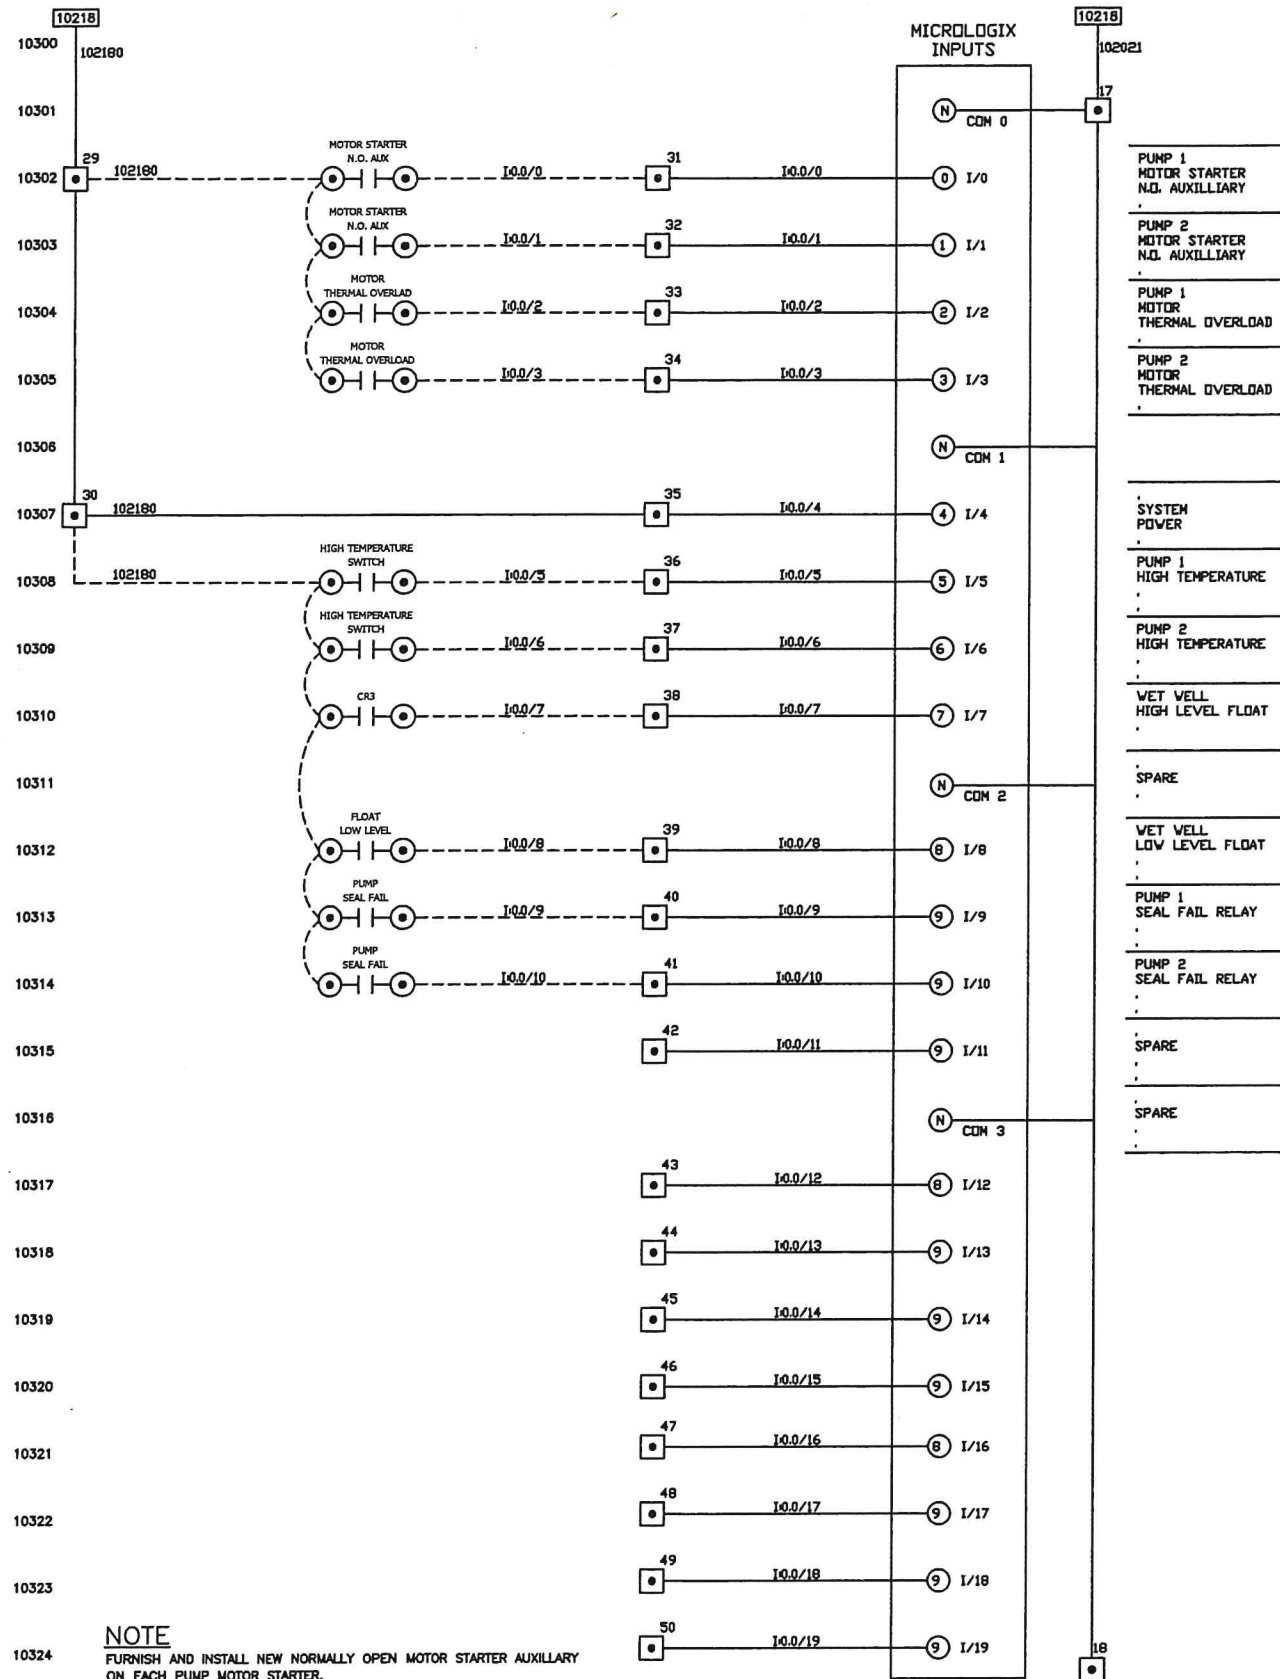 10218
10218
10300
102180
MICROLOGIX
INPUTS
102021
10301
N
COM 0
17
10302
29
102180
MOTOR STARTER
N.O. AUX
I:0.0/0
31
I:0.0/0
0
I/0
PUMP 1
MOTOR STARTER
N.O. AUXILLIARY
10303
MOTOR STARTER
N.O. AUX
I:0.0/1
32
I:0.0/1
1
I/1
PUMP 2
MOTOR STARTER
N.O. AUXILLIARY
10304
MOTOR
THERMAL OVERLAD
I:0.0/2
33
I:0.0/2
2
I/2
PUMP 1
MOTOR
THERMAL OVERLOAD
10305
MOTOR
THERMAL OVERLOAD
I:0.0/3
34
I:0.0/3
3
I/3
PUMP 2
MOTOR
THERMAL OVERLOAD
10306
N
COM 1
10307
30
102180
35
I:0.0/4
4
I/4
SYSTEM
POWER
10308
102180
HIGH TEMPERATURE
SWITCH
I:0.0/5
36
I:0.0/5
5
I/5
PUMP 1
HIGH TEMPERATURE
10309
HIGH TEMPERATURE
SWITCH
I:0.0/6
37
I:0.0/6
6
I/6
PUMP 2
HIGH TEMPERATURE
10310
CR3
I:0.0/7
38
I:0.0/7
7
I/7
WET WELL
HIGH LEVEL FLOAT
10311
N
COM 2
SPARE
10312
FLOAT
LOW LEVEL
I:0.0/8
39
I:0.0/8
8
I/8
WET WELL
LOW LEVEL FLOAT
10313
PUMP
SEAL FAIL
I:0.0/9
40
I:0.0/9
9
I/9
PUMP 1
SEAL FAIL RELAY
10314
PUMP
SEAL FAIL
I:0.0/10
41
I:0.0/10
9
I/10
PUMP 2
SEAL FAIL RELAY
10315
42
I:0.0/11
9
I/11
SPARE
10316
N
COM 3
SPARE
10317
43
I:0.0/12
8
I/12
10318
44
I:0.0/13
9
I/13
10319
45
I:0.0/14
9
I/14
10320
46
I:0.0/15
9
I/15
10321
47
I:0.0/16
8
I/16
10322
48
I:0.0/17
9
I/17
10323
49
I:0.0/18
9
I/18
10324
50
I:0.0/19
9
I/19
18
NOTE
FURNISH AND INSTALL NEW NORMALLY OPEN MOTOR STARTER AUXILLARY
ON EACH PUMP MOTOR STARTER.